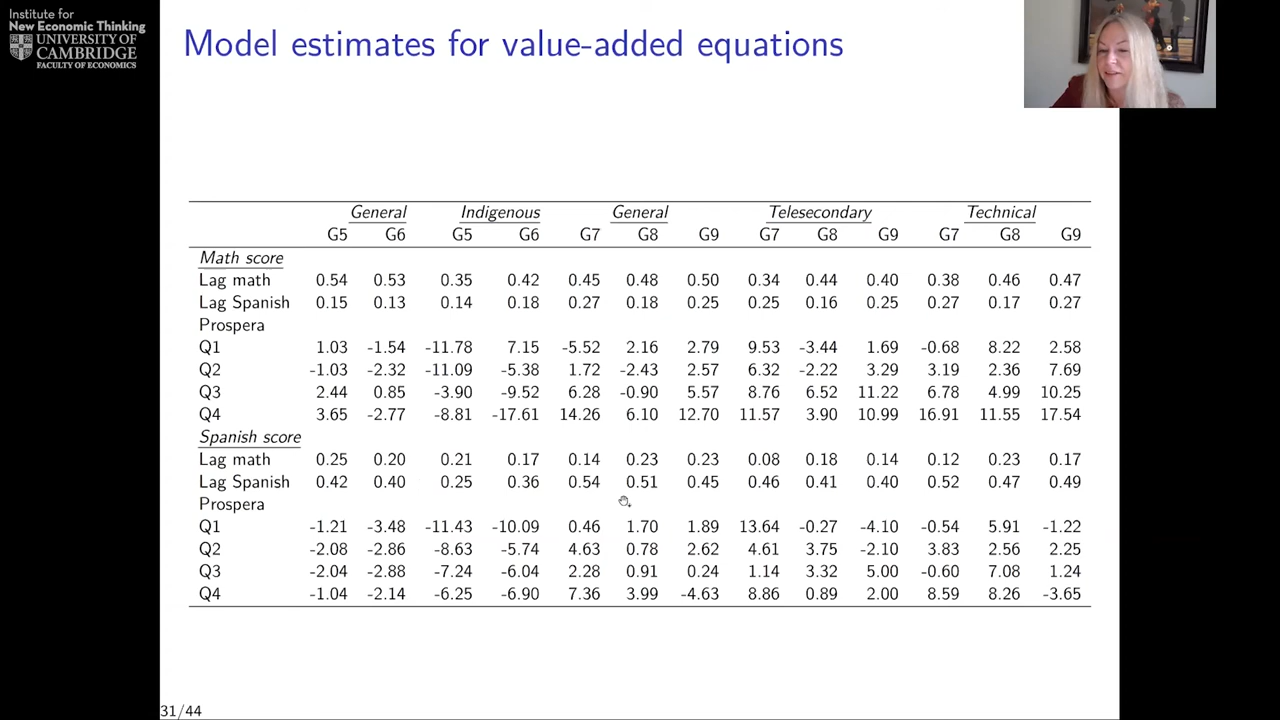 Institute for
New Economic Thinking
UNIVERSITY OF
CAMBRIDGE
FACULTY OF ECONOMICS
Model estimates for value-added equations
General Indigenous General Telesecondary Technical
G5 G6 G5 G6 G7 G8 G9 G7 G8 G9 G7 G8 G9
Math score
Lag math 0.54 0.53 0.35 0.42 0.45 0.48 0.50 0.34 0.44 0.40 0.38 0.46 0.47
Lag Spanish 0.15 0.13 0.14 0.18 0.27 0.18 0.25 0.25 0.16 0.25 0.27 0.17 0.27
Prospera
Q1 1.03 -1.54 -11.78 7.15 -5.52 2.16 2.79 9.53 -3.44 1.69 -0.68 8.22 2.58
Q2 -1.03 -2.32 -11.09 -5.38 1.72 -2.43 2.57 6.32 -2.22 3.29 3.19 2.36 7.69
Q3 2.44 0.85 -3.90 -9.52 6.28 -0.90 5.57 8.76 6.52 11.22 6.78 4.99 10.25
Q4 3.65 -2.77 -8.81 -17.61 14.26 6.10 12.70 11.57 3.90 10.99 16.91 11.55 17.54
Spanish score
Lag math 0.25 0.20 0.21 0.17 0.14 0.23 0.23 0.08 0.18 0.14 0.12 0.23 0.17
Lag Spanish 0.42 0.40 0.25 0.36 0.54 0.51 0.45 0.46 0.41 0.40 0.52 0.47 0.49
Prospera
Q1 -1.21 -3.48 -11.43 -10.09 0.46 1.70 1.89 13.64 -0.27 -4.10 -0.54 5.91 -1.22
Q2 -2.08 -2.86 -8.63 -5.74 4.63 0.78 2.62 4.61 3.75 -2.10 3.83 2.56 2.25
Q3 -2.04 -2.88 -7.24 -6.04 2.28 0.91 0.24 1.14 3.32 5.00 -0.60 7.08 1.24
Q4 -1.04 -2.14 -6.25 -6.90 7.36 3.99 -4.63 8.86 0.89 2.00 8.59 8.26 -3.65
31/44